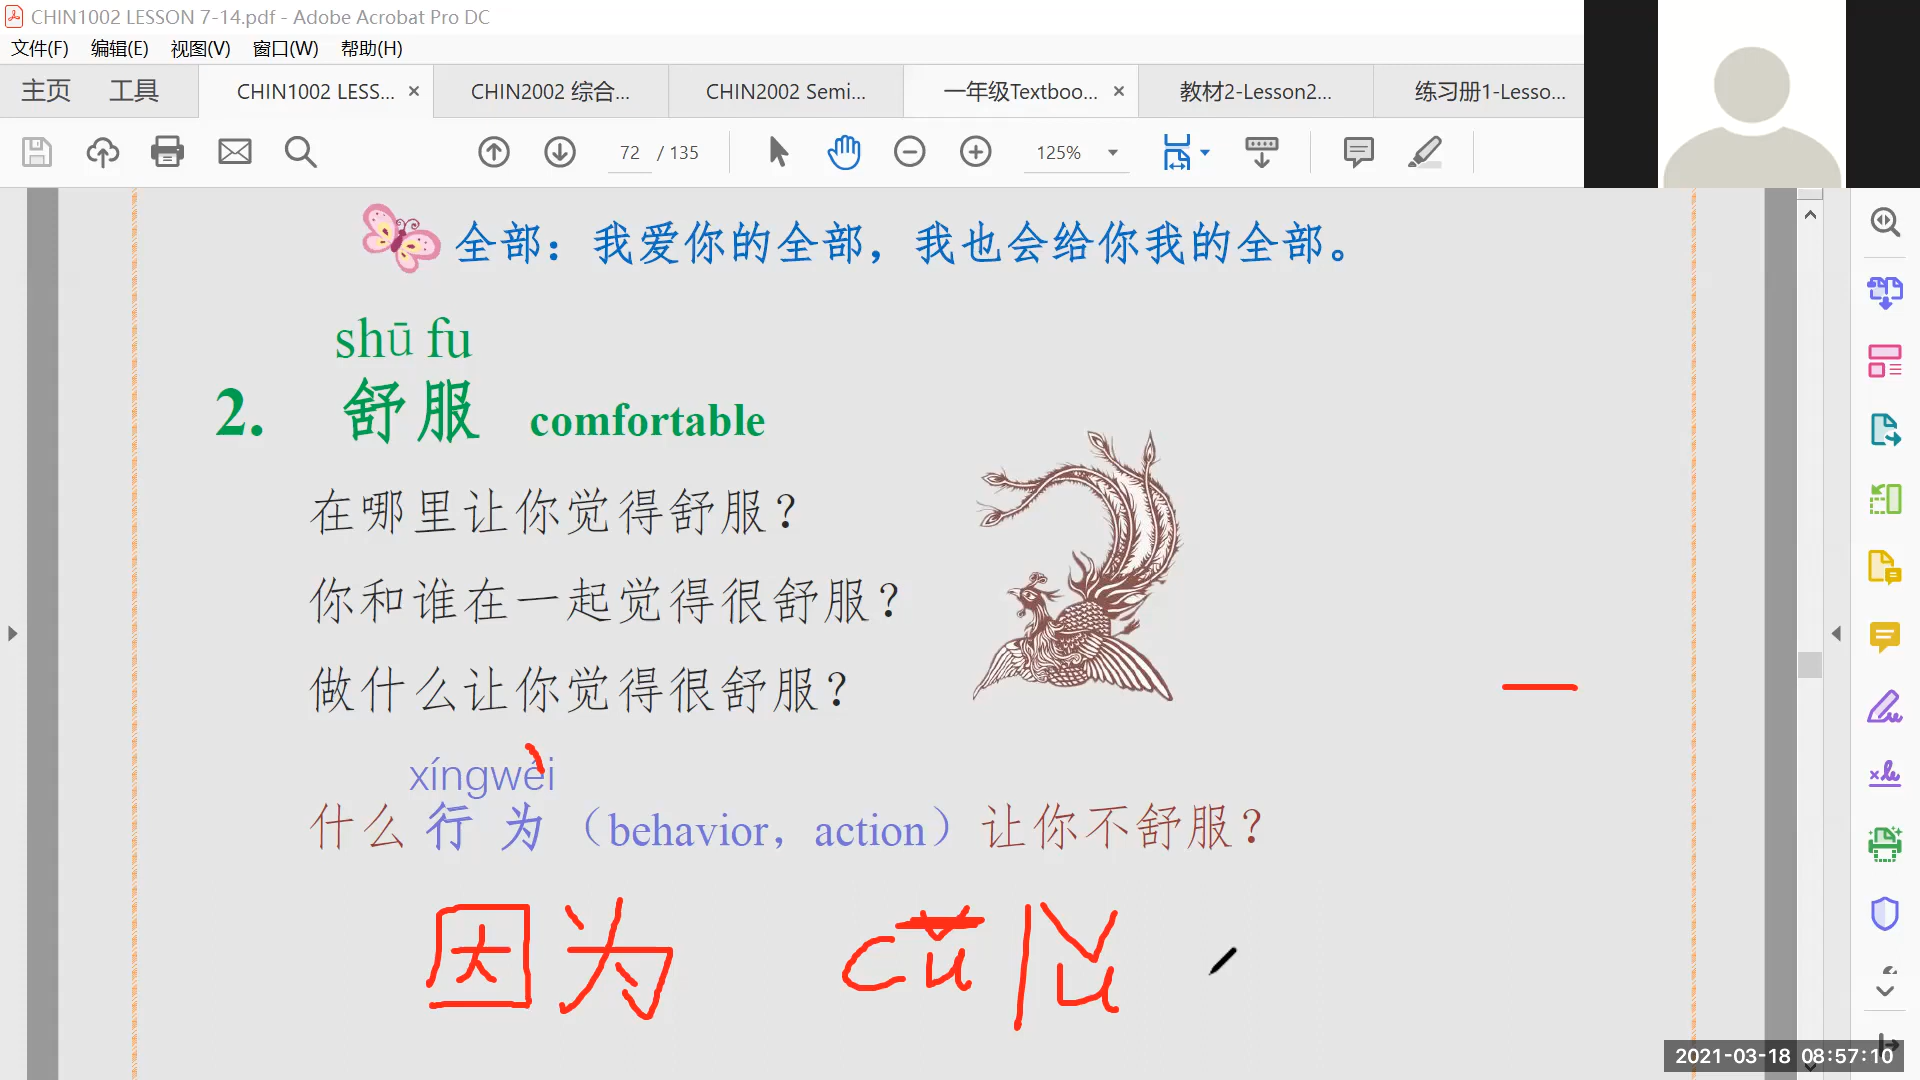 CHIN1002 LESSON 7-14.pdf - Adobe Acrobat Pro DC
文件(F) 编辑(E) 视图(V) 窗口(W) 帮助(H)
主页 工具 CHIN1002 LESS... × CHIN2002 综合... CHIN2002 Semi... 一年级Textboo... × 教材2-Lesson2... 练习册1-Lesso...
72 / 135 125%
全部：我爱你的全部，我也会给你我的全部。
shū fu
2. 舒服 comfortable
在哪里让你觉得舒服？
你和谁在一起觉得很舒服？
做什么让你觉得很舒服？
xíngwéi
什么行为（behavior，action）让你不舒服？
因为
2021-03-18 08:57:10